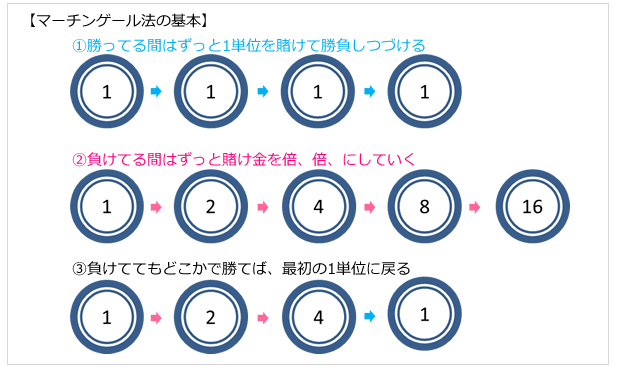 【マーチンゲール法の基本】
①勝ってる間はずっと1単位を賭けて勝負しつづける
1 1 1 1
②負けてる間はずっと賭け金を倍、倍、にしていく
1 2 4 8 16
③負けててもどこかで勝てば、最初の1単位に戻る
1 2 4 1